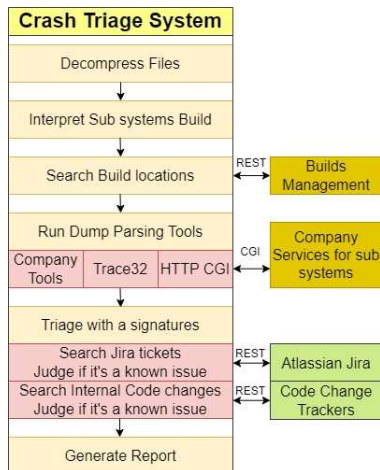 Crash Triage System
Decompress Files
Interpret Sub systems Build
Search Build locations
REST
Builds
Management
Run Dump Parsing Tools
Company
Tools
Trace32
HTTP CGI
CGI
Company
Services for sub
systems
Triage with a signatures
Search Jira tickets
Judge if it's a known issue
REST
Atlassian Jira
Search Internal Code changes
Judge if it's a known issue
REST
Code Change
Trackers
Generate Report